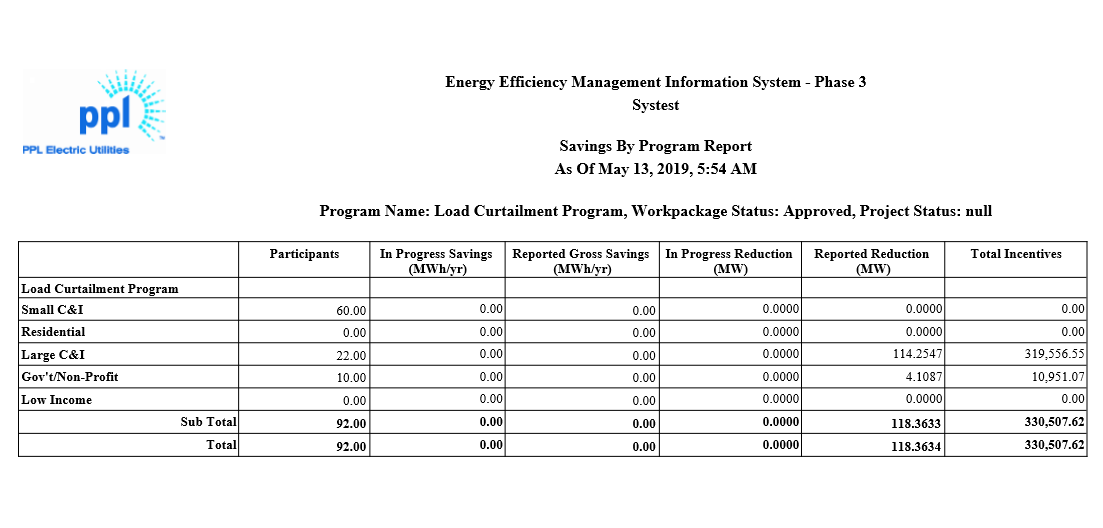 ppl
PPL Electric Utilities
Energy Efficiency Management Information System - Phase 3
Systest
Savings By Program Report
As Of May 13, 2019, 5:54 AM
Program Name: Load Curtailment Program, Workpackage Status: Approved, Project Status: null
Participants In Progress Savings (MWh/yr) Reported Gross Savings (MWh/yr) In Progress Reduction (MW) Reported Reduction (MW) Total Incentives
Load Curtailment Program
Small C&I 60.00 0.00 0.00 0.0000 0.0000 0.00
Residential 0.00 0.00 0.00 0.0000 0.0000 0.00
Large C&I 22.00 0.00 0.00 0.0000 114.2547 319,556.55
Gov't/Non-Profit 10.00 0.00 0.00 0.0000 4.1087 10,951.07
Low Income 0.00 0.00 0.00 0.0000 0.0000 0.00
Sub Total 92.00 0.00 0.00 0.0000 118.3633 330,507.62
Total 92.00 0.00 0.00 0.0000 118.3634 330,507.62